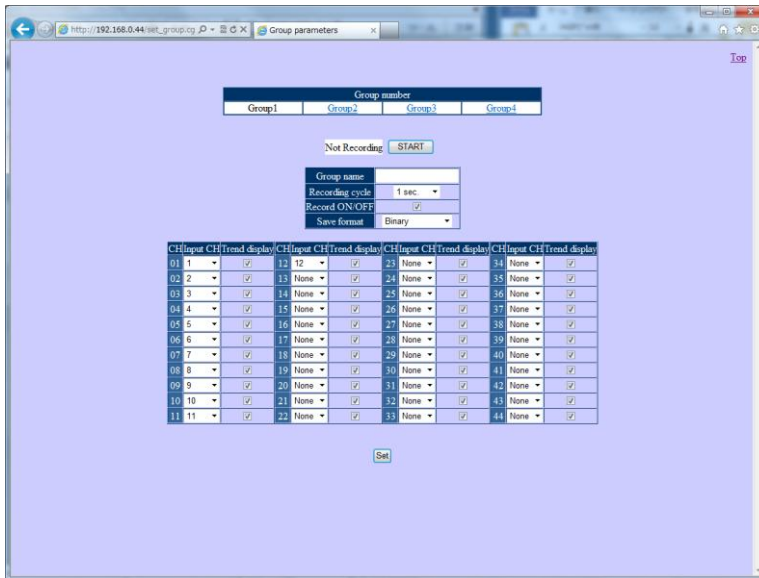 http://192.168.0.44/set_group.cg
Group parameters
Top
Group number
Group1 Group2 Group3 Group4
Not Recording START
Group name
Recording cycle 1 sec.
Record ON/OFF
Save format Binary
CH Input CH Trend display CH Input CH Trend display CH Input CH Trend display CH Input CH Trend display
01 1 12 12 23 None 34 None
02 2 13 None 24 None 35 None
03 3 14 None 25 None 36 None
04 4 15 None 26 None 37 None
05 5 16 None 27 None 38 None
06 6 17 None 28 None 39 None
07 7 18 None 29 None 40 None
08 8 19 None 30 None 41 None
09 9 20 None 31 None 42 None
10 10 21 None 32 None 43 None
11 11 22 None 33 None 44 None
Set